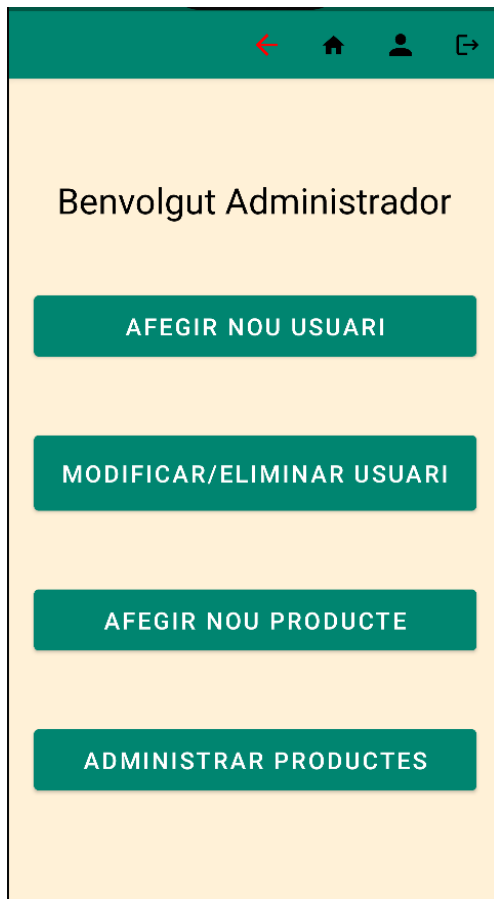 Benvolgut Administrador
AFEGIR NOU USUARI
MODIFICAR/ELIMINAR USUARI
AFEGIR NOU PRODUCTE
ADMINISTRAR PRODUCTES